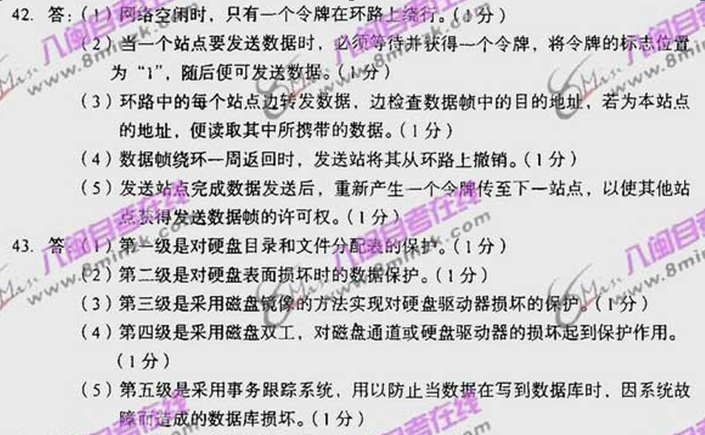 42. 答:(1)网络空闲时,只有一个令牌在环路上绕行。(1分)
(2)当一个站点要发送数据时,必须等待并获得一个令牌,将令牌的标志位置
为“1”,随后便可发送数据。(1分)
(3)环路中的每个站点边转发数据,边检查数据帧中的目的地址,若为本站点
的地址,便读取其中所携带的数据。(1分)
(4)数据帧绕环一周返回时,发送站将其从环路上撤销。(1分)
(5)发送站点完成数据发送后,重新产生一个令牌传至下一站点,以使其他站
点获得发送数据帧的许可权。(1分)
43. 答:(1)第一级是对硬盘目录和文件分配表的保护。(1分)
(2)第二级是对硬盘表面损坏时的数据保护。(1分)
(3)第三级是采用磁盘镜像的方法实现对硬盘驱动器损坏的保护。(1分)
(4)第四级是采用磁盘双工,对磁盘通道或硬盘驱动器的损坏起到保护作用。
(1分)
(5)第五级是采用事务跟踪系统,用以防止当数据在写到数据库时,因系统故
障而造成的数据库损坏。(1分)
八闽自考在线
www.8minzk.com